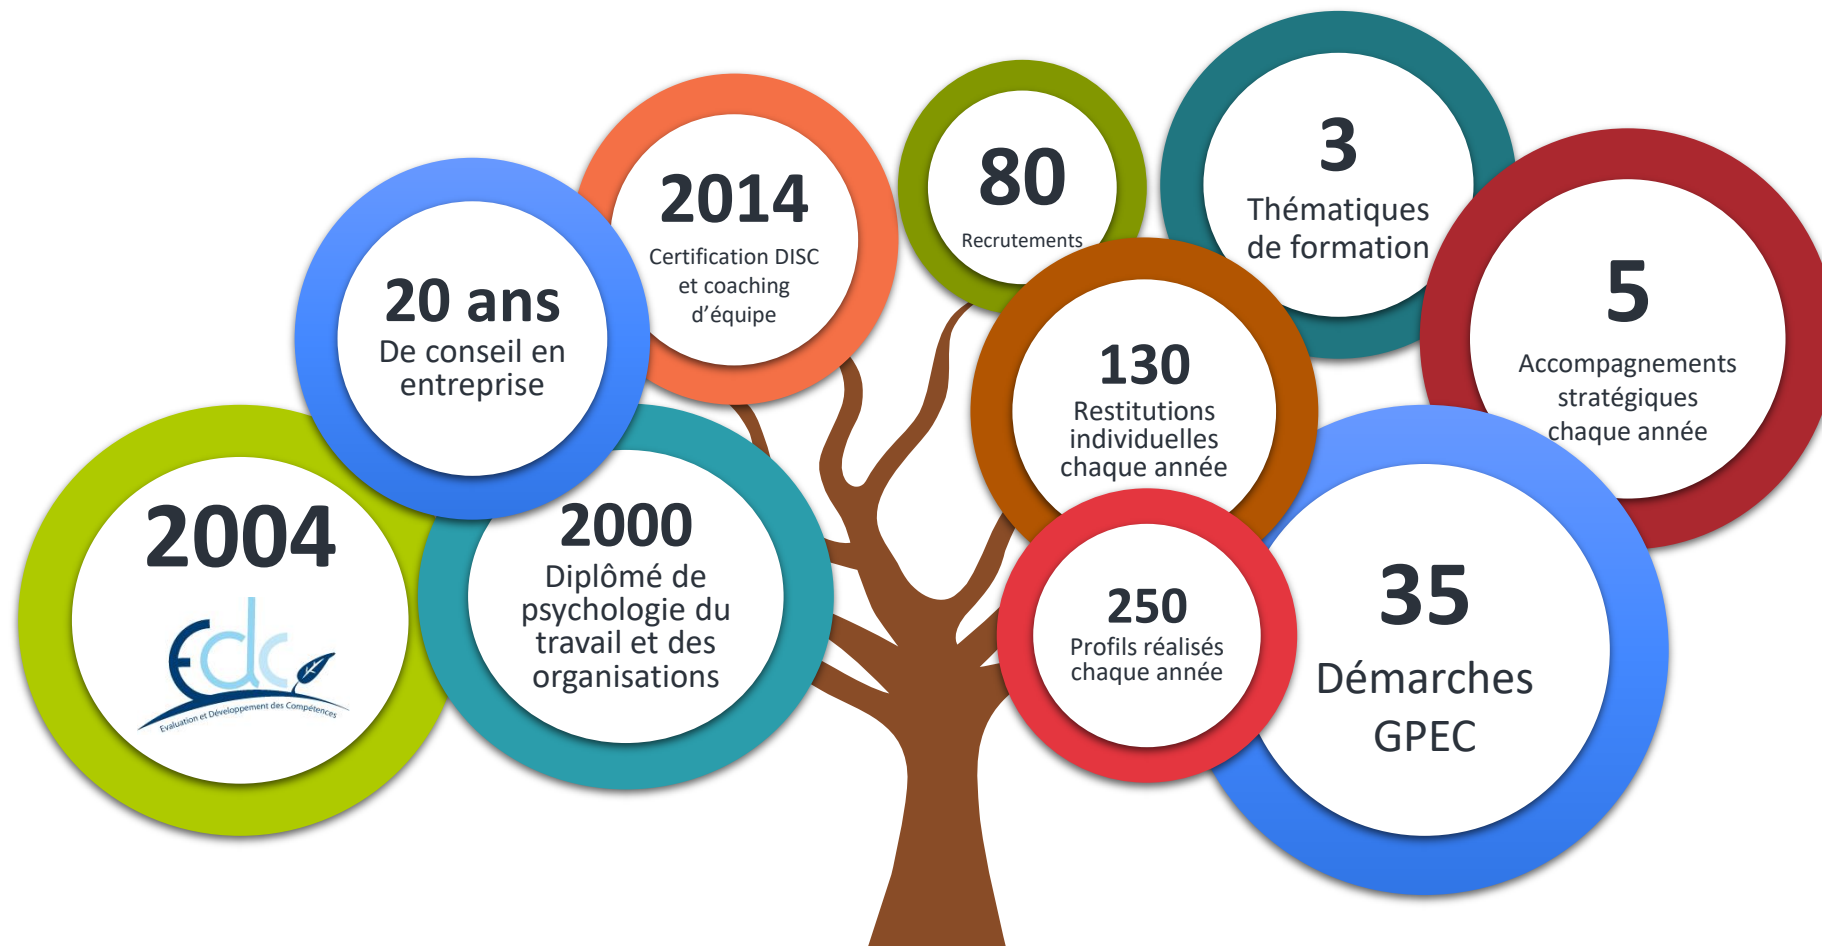 2004
Edc
Evaluation et Développement des Compétences
20 ans
De conseil en
entreprise
2000
Diplômé de
psychologie du
travail et des
organisations
2014
Certification DISC
et coaching
d’équipe
80
Recrutements
130
Restitutions
individuelles
chaque année
250
Profils réalisés
chaque année
3
Thématiques
de formation
5
Accompagnements
stratégiques
chaque année
35
Démarches
GPEC